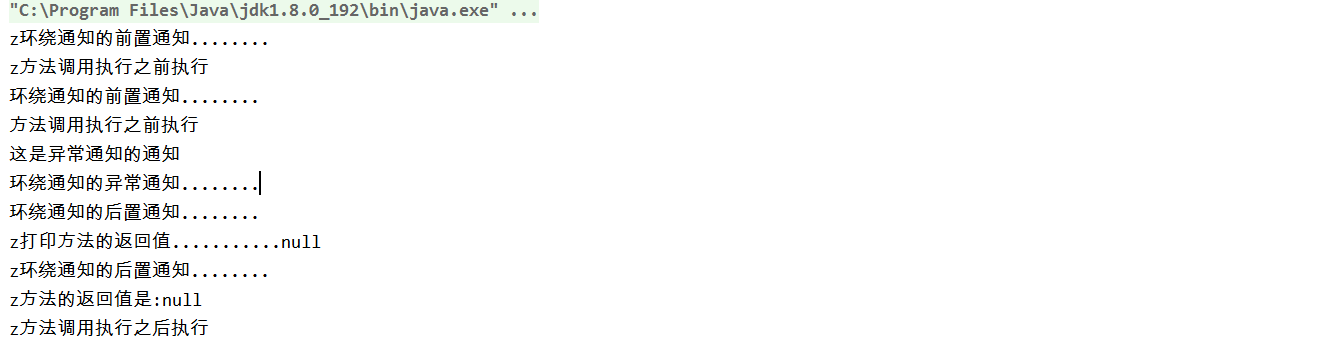 "C:\Program Files\Java\jdk1.8.0_192\bin\java.exe" ...
z环绕通知的前置通知........
z方法调用执行之前执行
环绕通知的前置通知........
方法调用执行之前执行
这是异常通知的通知
环绕通知的异常通知........
环绕通知的后置通知........
z打印方法的返回值...........null
z环绕通知的后置通知........
z方法的返回值是:null
z方法调用执行之后执行